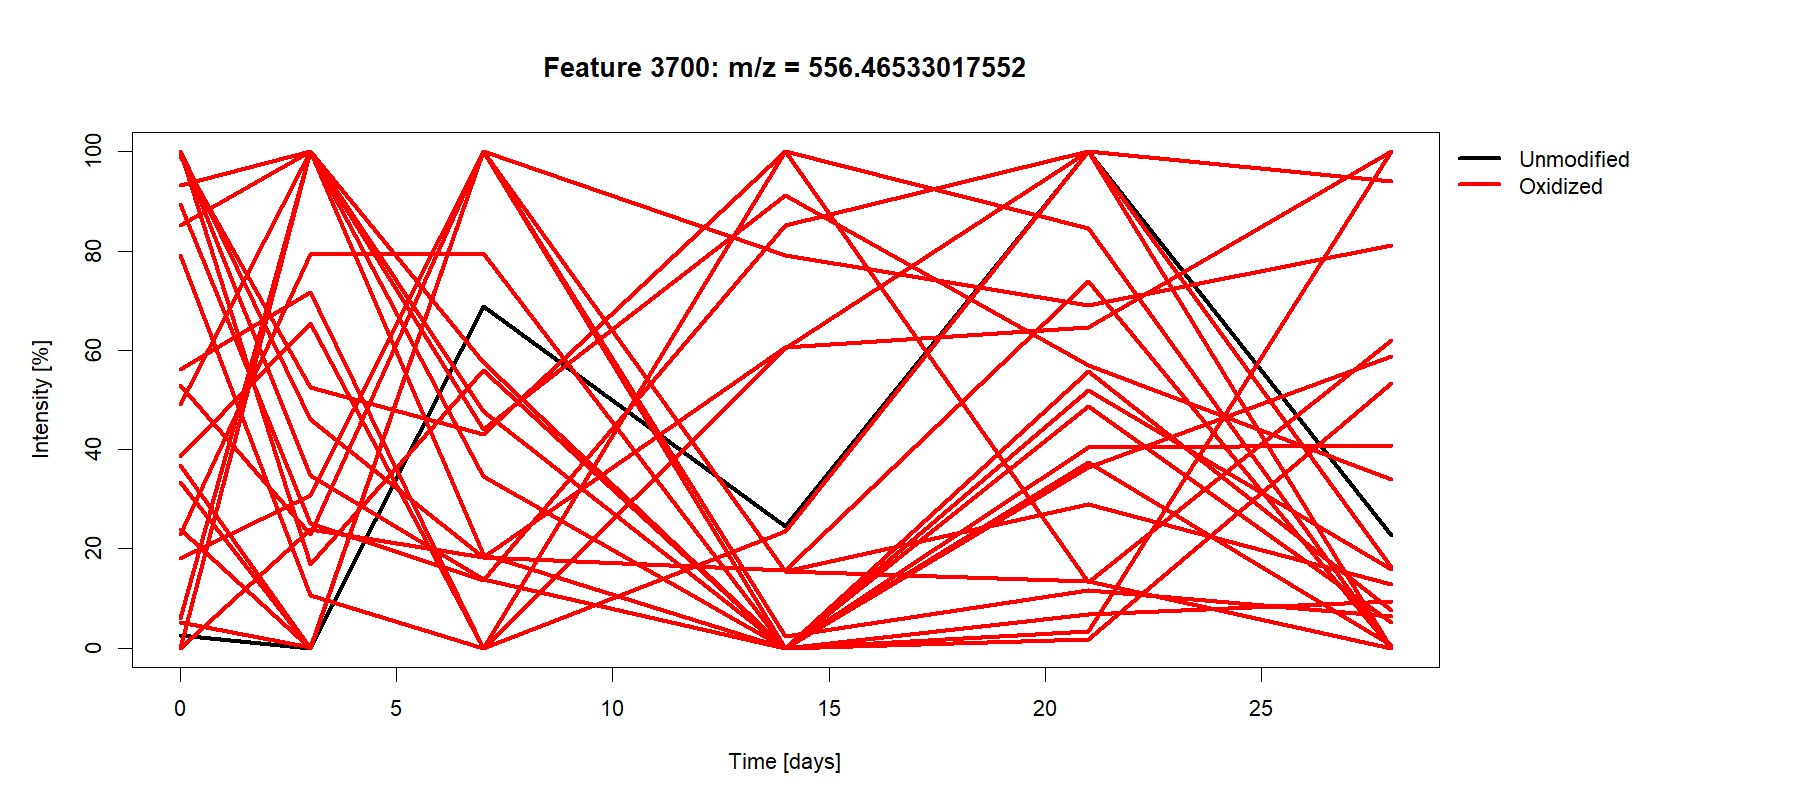 Feature 3700: m/z = 556.46533017552
Unmodified
Oxidized
Intensity [%]
100
80
60
40
20
0
0 5 10 15 20 25
Time [days]